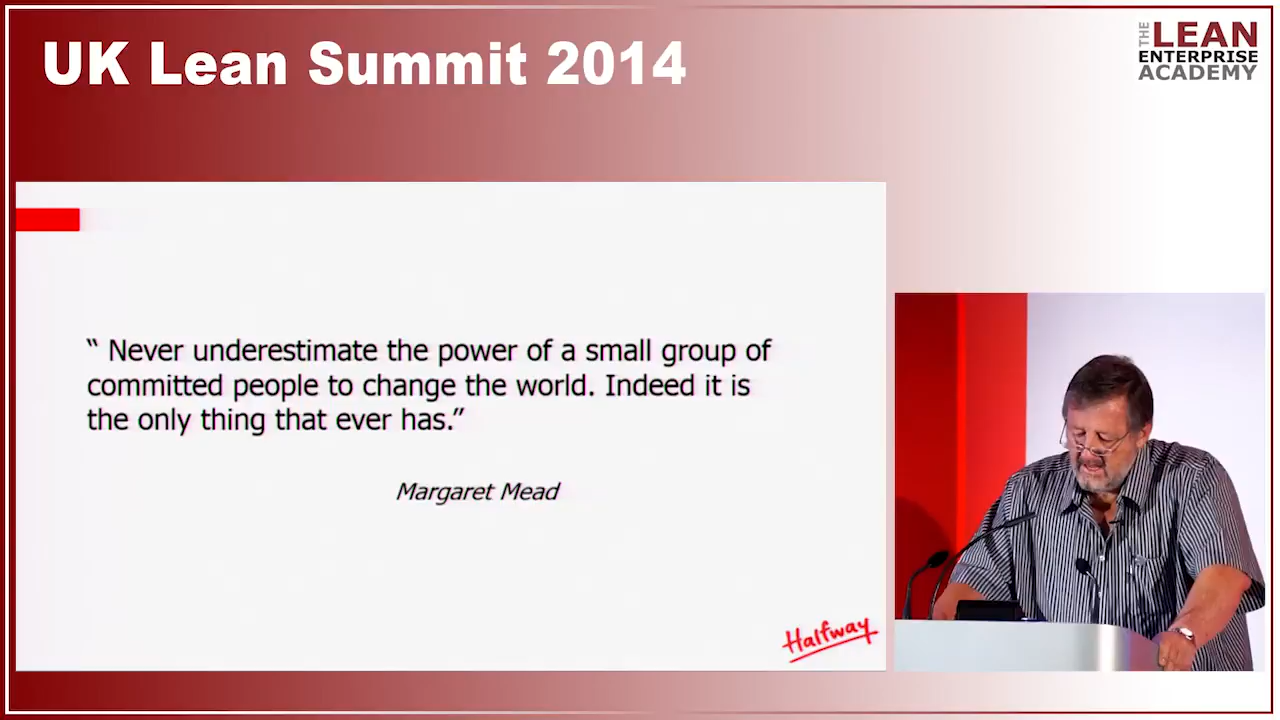 UK Lean Summit 2014
THE LEAN
ENTERPRISE
ACADEMY
“ Never underestimate the power of a small group of
committed people to change the world. Indeed it is
the only thing that ever has.”
Margaret Mead
Halfway